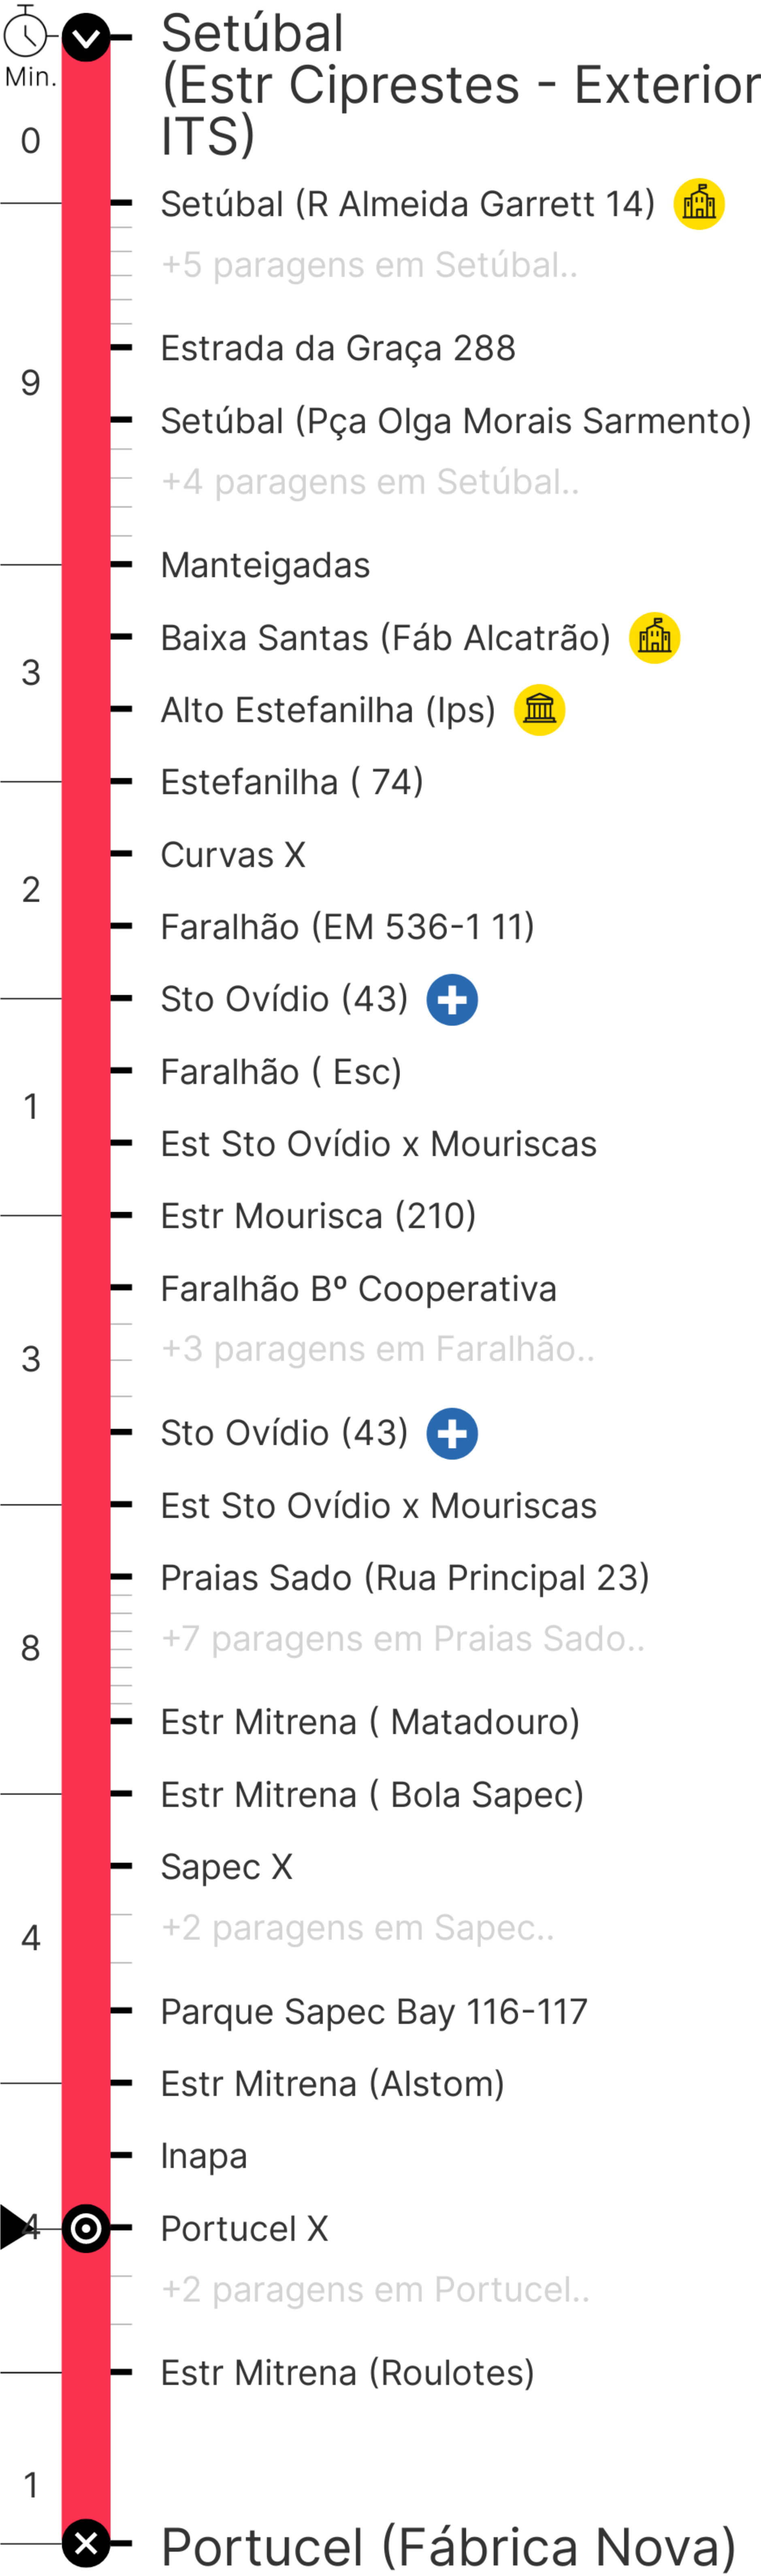 Min.
Setúbal
(Estr Ciprestes - Exterior
ITS)
0
Setúbal (R Almeida Garrett 14)
+5 paragens em Setúbal..
Estrada da Graça 288
9
Setúbal (Pça Olga Morais Sarmento)
+4 paragens em Setúbal..
Manteigadas
Baixa Santas (Fáb Alcatrão)
3
Alto Estefanilha (Ips)
Estefanilha ( 74)
Curvas X
2
Faralhão (EM 536-1 11)
Sto Ovídio (43)
Faralhão ( Esc)
1
Est Sto Ovídio x Mouriscas
Estr Mourisca (210)
Faralhão Bº Cooperativa
+3 paragens em Faralhão..
3
Sto Ovídio (43)
Est Sto Ovídio x Mouriscas
Praias Sado (Rua Principal 23)
+7 paragens em Praias Sado..
8
Estr Mitrena ( Matadouro)
Estr Mitrena ( Bola Sapec)
Sapec X
+2 paragens em Sapec..
4
Parque Sapec Bay 116-117
Estr Mitrena (Alstom)
Inapa
4
Portucel X
+2 paragens em Portucel..
Estr Mitrena (Roulotes)
1
Portucel (Fábrica Nova)